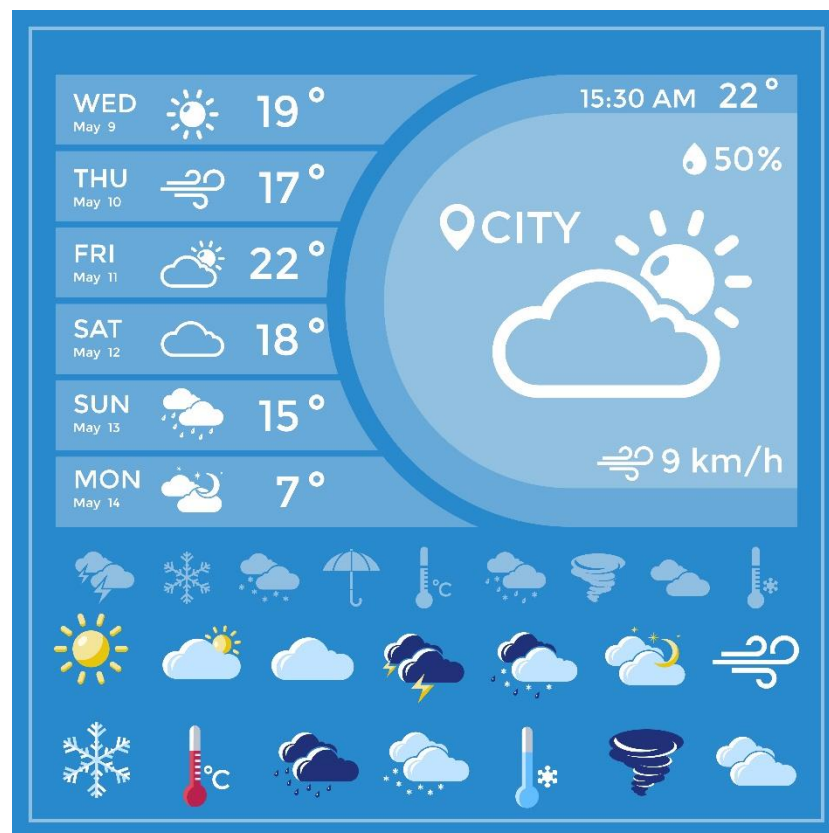 WED
May 9
19°
THU
May 10
17°
FRI
May 11
22°
SAT
May 12
18°
SUN
May 13
15°
MON
May 14
7°
15:30 AM 22°
50%
CITY
9 km/h
°C
°C